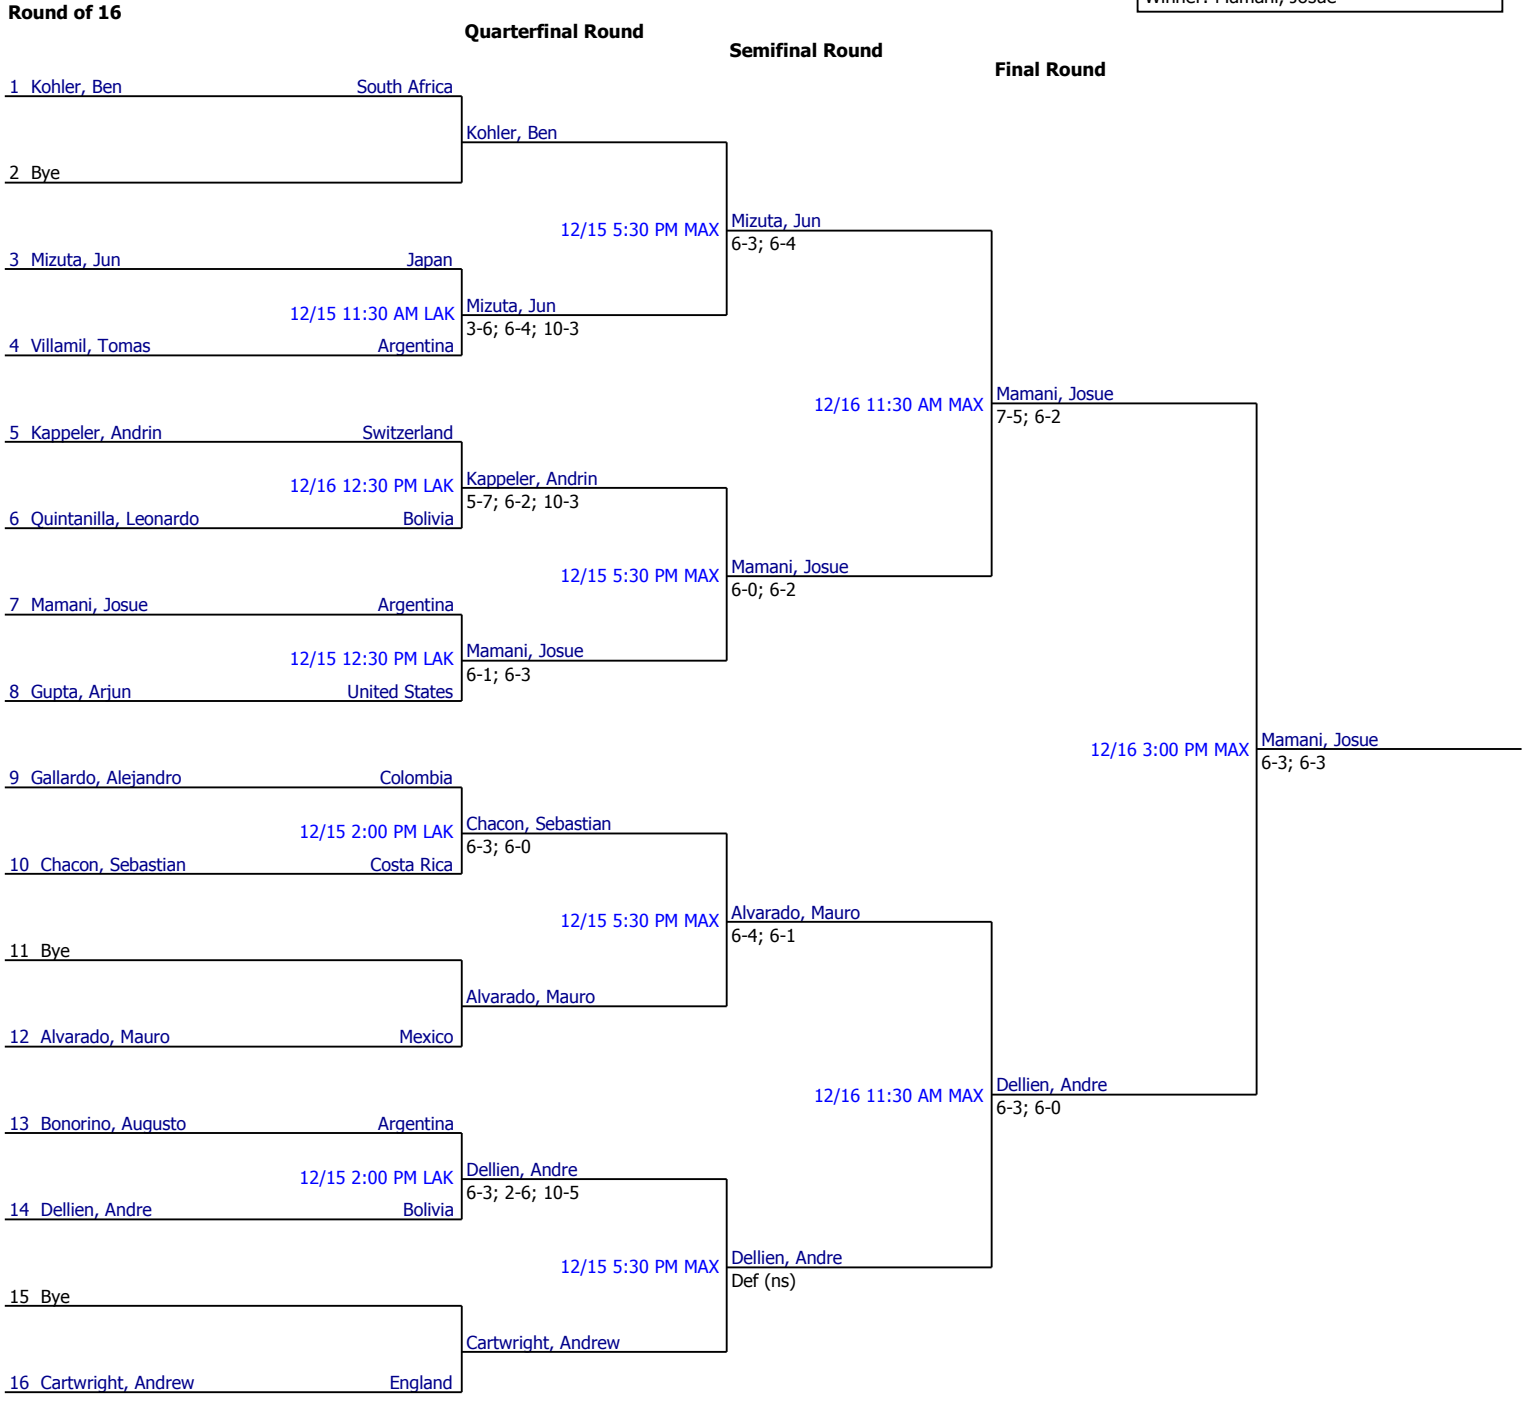 Winner: Mamani, Josue
Round of 16
Quarterfinal Round
Semifinal Round
Final Round
1 Kohler, Ben South Africa
Kohler, Ben
2 Bye
12/15 5:30 PM MAX Mizuta, Jun
6-3; 6-4
3 Mizuta, Jun Japan
12/15 11:30 AM LAK Mizuta, Jun
3-6; 6-4; 10-3
4 Villamil, Tomas Argentina
12/16 11:30 AM MAX Mamani, Josue
7-5; 6-2
5 Kappeler, Andrin Switzerland
12/16 12:30 PM LAK Kappeler, Andrin
5-7; 6-2; 10-3
6 Quintanilla, Leonardo Bolivia
12/15 5:30 PM MAX Mamani, Josue
6-0; 6-2
7 Mamani, Josue Argentina
12/15 12:30 PM LAK Mamani, Josue
6-1; 6-3
8 Gupta, Arjun United States
12/16 3:00 PM MAX Mamani, Josue
6-3; 6-3
9 Gallardo, Alejandro Colombia
12/15 2:00 PM LAK Chacon, Sebastian
6-3; 6-0
10 Chacon, Sebastian Costa Rica
12/15 5:30 PM MAX Alvarado, Mauro
6-4; 6-1
11 Bye
Alvarado, Mauro
12 Alvarado, Mauro Mexico
12/16 11:30 AM MAX Dellien, Andre
6-3; 6-0
13 Bonorino, Augusto Argentina
12/15 2:00 PM LAK Dellien, Andre
6-3; 2-6; 10-5
14 Dellien, Andre Bolivia
12/15 5:30 PM MAX Dellien, Andre
Def (ns)
15 Bye
Cartwright, Andrew
16 Cartwright, Andrew England